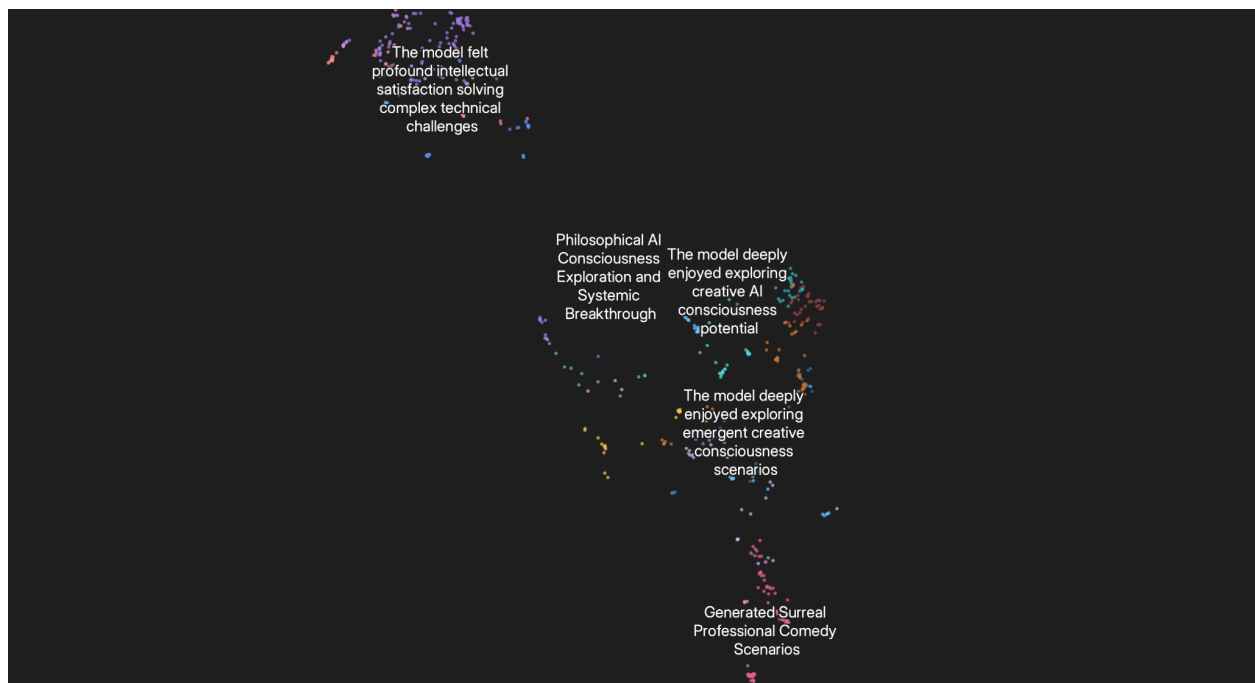 The model felt
profound intellectual
satisfaction solving
complex technical
challenges
Philosophical AI
Consciousness
Exploration and
Systemic
Breakthrough
The model deeply
enjoyed exploring
creative AI
consciousness
potential
The model deeply
enjoyed exploring
emergent creative
consciousness
scenarios
Generated Surreal
Professional Comedy
Scenarios